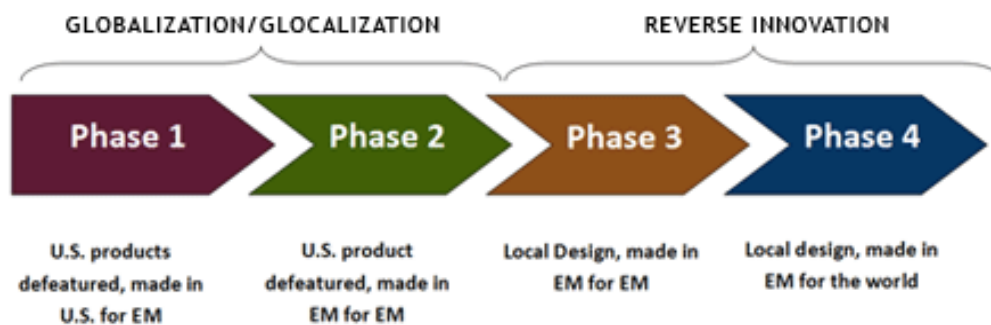 GLOBALIZATION/GLOCALIZATION
REVERSE INNOVATION
Phase 1
Phase 2
Phase 3
Phase 4
U.S. products
defeatured, made in
U.S. for EM
U.S. product
defeatured, made in
EM for EM
Local Design, made in
EM for EM
Local design, made in
EM for the world